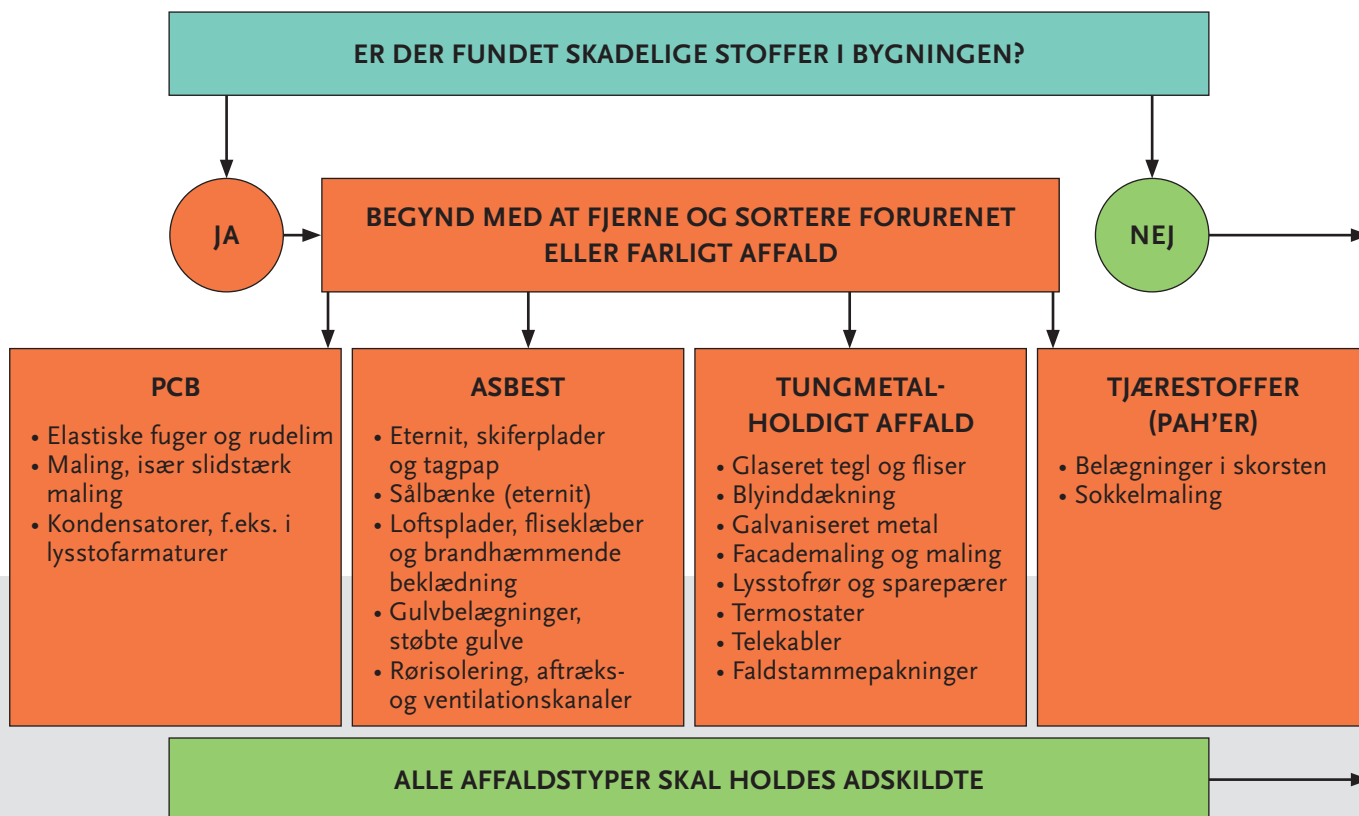 ER DER FUNDET SKADELIGE STOFFER I BYGNINGEN?
JA
BEGYND MED AT FJERNE OG SORTERE FORURENET
ELLER FARLIGT AFFALD
NEJ
PCB
• Elastiske fuger og rudelim
• Maling, især slidstærk
maling
• Kondensatorer, f.eks. i
lysstofarmaturer
ASBEST
• Eternit, skiferplader
og tagpap
• Sålbænke (eternit)
• Loftsplader, fliseklæber
og brandhæmmende
beklædning
• Gulvbelægninger,
støbte gulve
• Rørisolering, aftræks-
og ventilationskanaler
TUNGMETAL-
HOLDIGT AFFALD
• Glaseret tegl og fliser
• Blyinddækning
• Galvaniseret metal
• Facademaling og maling
• Lysstofrør og sparepærer
• Termostater
• Telekabler
• Faldstammepakninger
TJÆRESTOFFER
(PAH’ER)
• Belægninger i skorsten
• Sokkelmaling
ALLE AFFALDSTYPER SKAL HOLDES ADSKILDTE